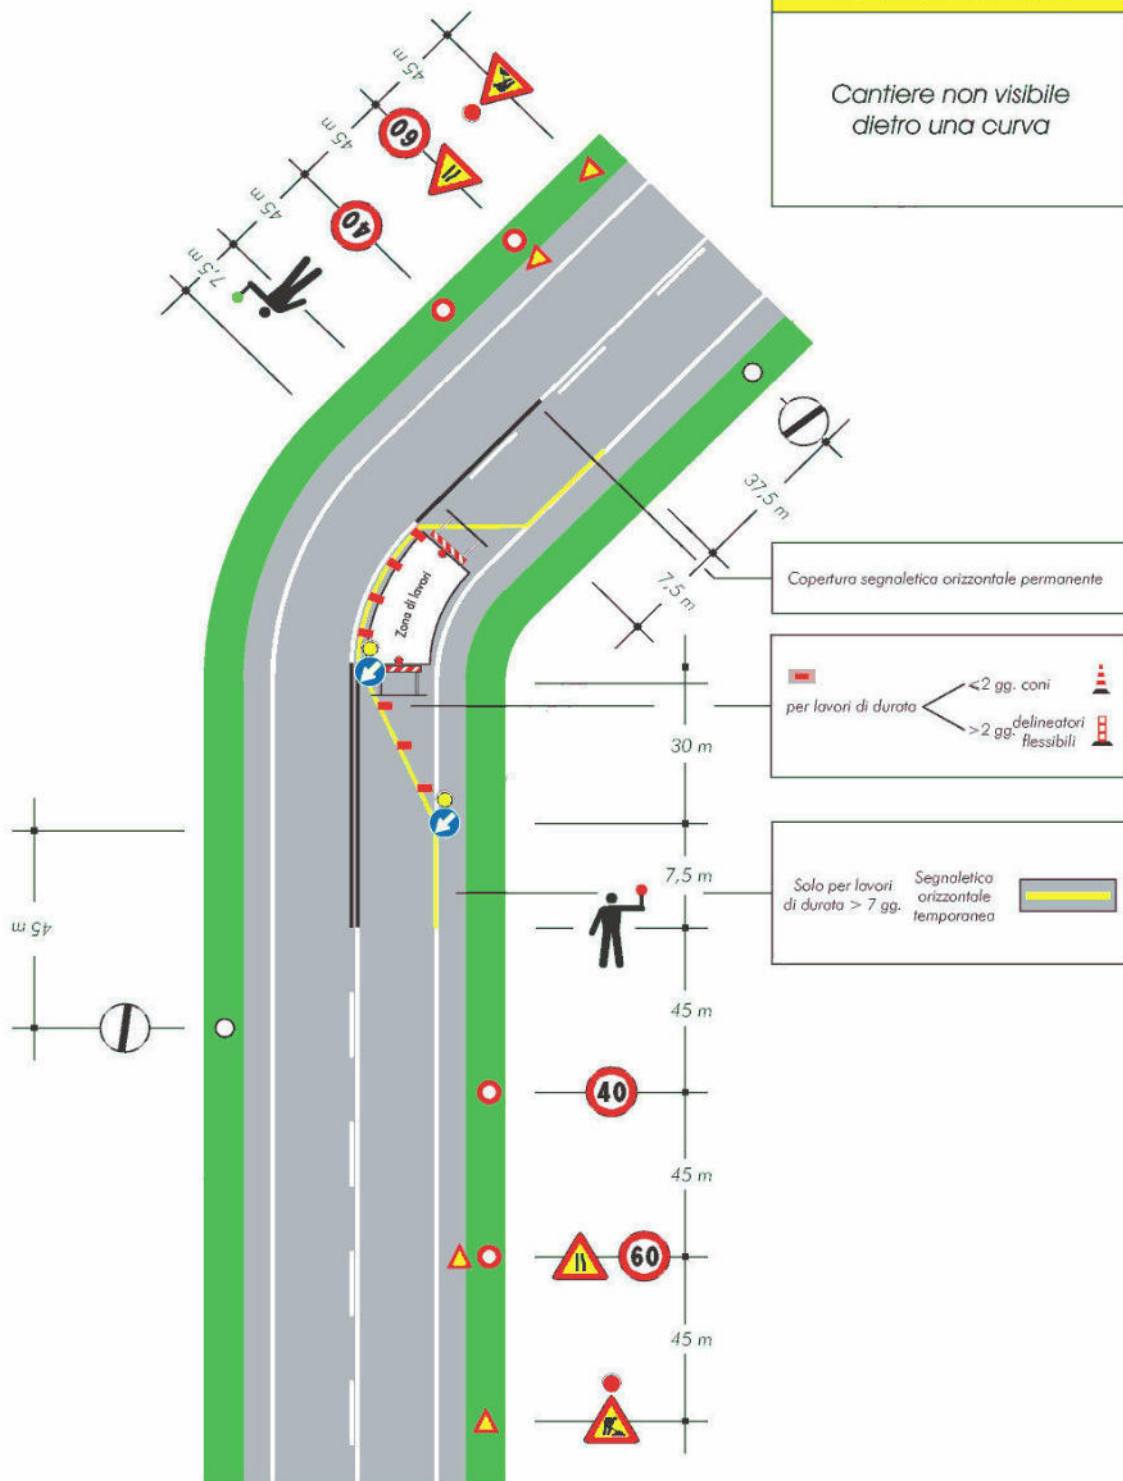 Cantiere non visibile
dietro una curva
45 m
45 m
60
45 m
40
7,5 m
37,5 m
7,5 m
Copertura segnaletica orizzontale permanente
Zona di lavori
per lavori di durata
<2 gg. coni
>2 gg. delineatori
flessibili
30 m
7,5 m
Solo per lavori
di durata > 7 gg.
Segnaletica
orizzontale
temporanea
45 m
45 m
40
45 m
60
45 m